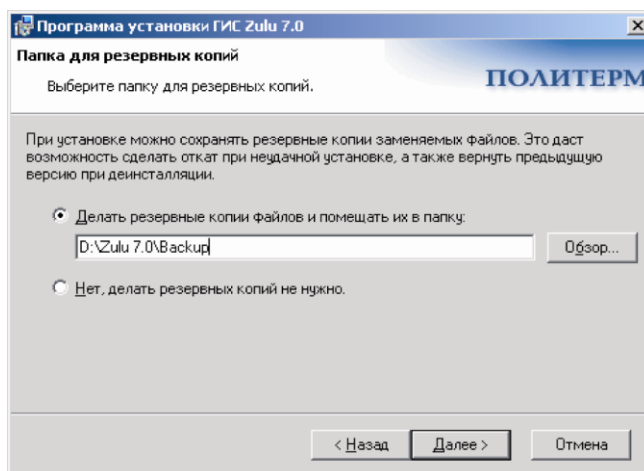 Программа установки ГИС Zulu 7.0
Папка для резервных копий
Выберите папку для резервных копий.
ПОЛИТЕРМ
При установке можно сохранять резервные копии заменяемых файлов. Это даст
возможность сделать откат при неудачной установке, а также вернуть предыдущую
версию при деинсталляции.
Делать резервные копии файлов и помещать их в папку:
D:\Zulu 7.0\Backup
Обзор...
Нет, делать резервных копий не нужно.
< Назад
Далее >
Отмена